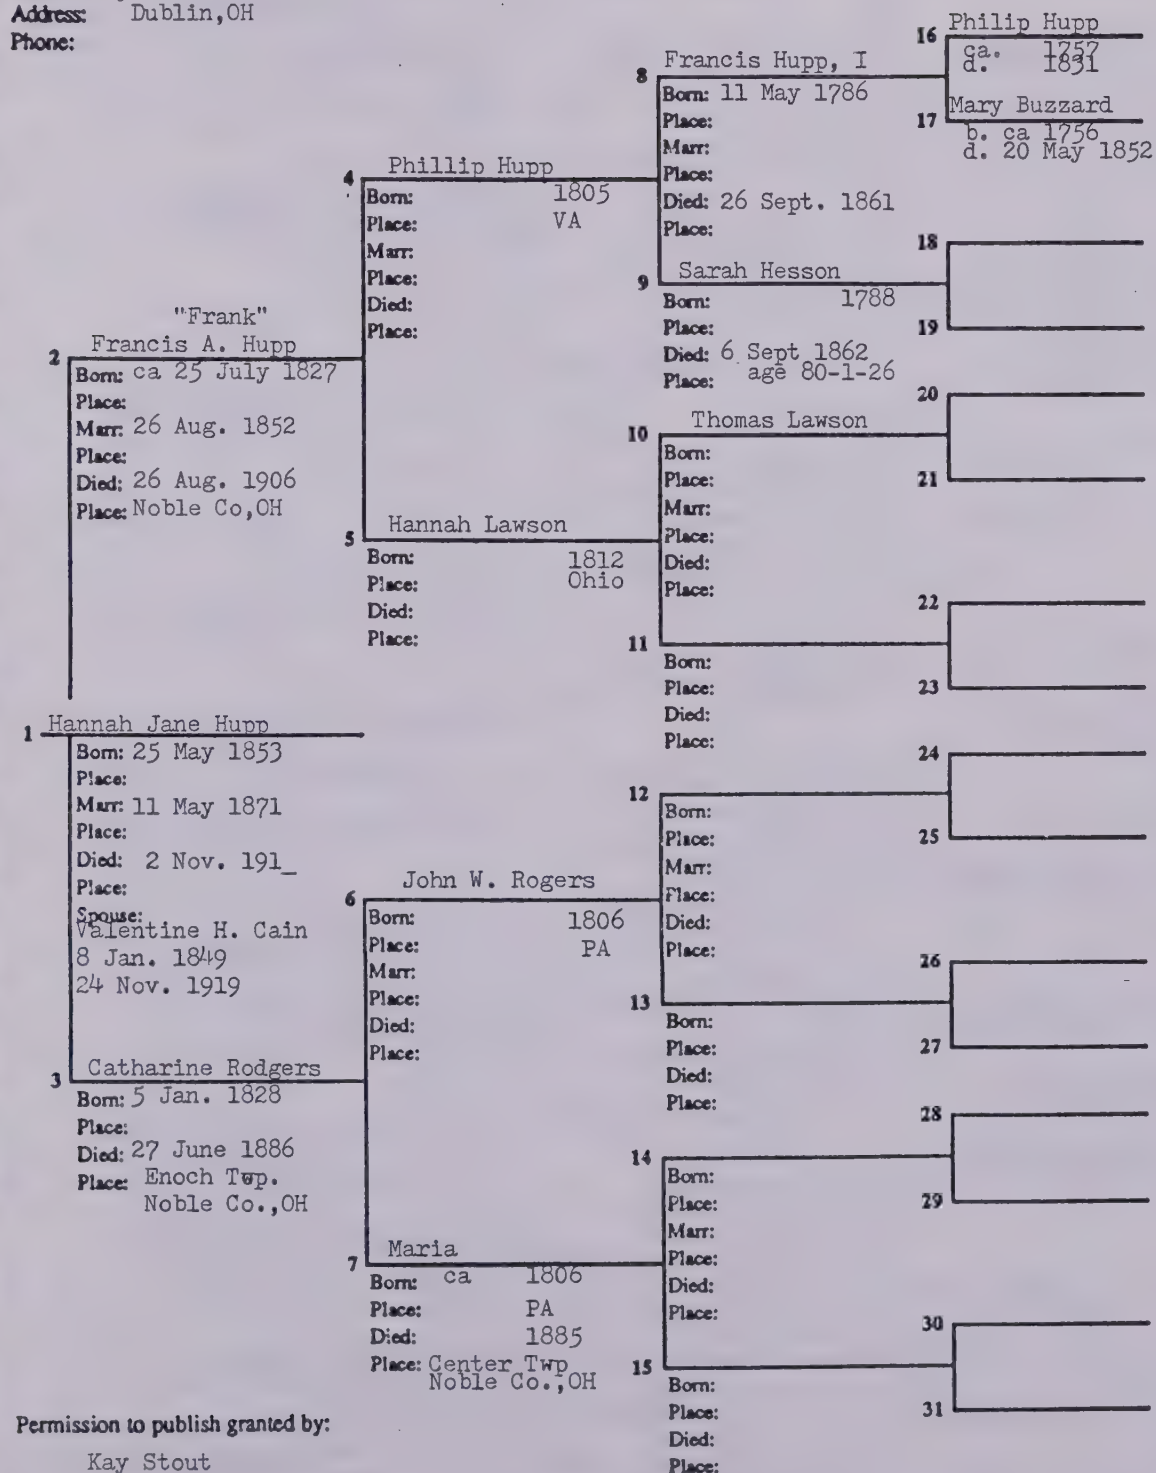 Address: Dublin,OH
Phone:
16 Philip Hupp
ca. 1757
d. 1831
17 Mary Buzzard
b. ca 1756
d. 20 May 1852
8 Francis Hupp, I
Born: 11 May 1786
Place:
Marr:
Place:
Died: 26 Sept. 1861
Place:
4 Phillip Hupp
Born: 1805
Place: VA
Marr:
Place:
Died:
Place:
18
9 Sarah Hesson
Born: 1788
Place:
Died: 6 Sept 1862
age 80-1-26
Place:
19
"Frank"
2 Francis A. Hupp
Born: ca 25 July 1827
Place:
Marr: 26 Aug. 1852
Place:
Died: 26 Aug. 1906
Place: Noble Co,OH
20
10 Thomas Lawson
Born:
Place:
Marr:
Place:
Died:
Place:
21
5 Hannah Lawson
Born: 1812
Place: Ohio
Died:
Place:
22
11
Born:
Place:
Died:
Place:
23
1 Hannah Jane Hupp
Born: 25 May 1853
Place:
Marr: 11 May 1871
Place:
Died: 2 Nov. 191_
Place:
Spouse:
Valentine H. Cain
8 Jan. 1849
24 Nov. 1919
24
12
Born:
Place:
Marr:
Place:
Died:
Place:
25
6 John W. Rogers
Born: 1806
Place: PA
Marr:
Place:
Died:
Place:
26
13
Born:
Place:
Died:
Place:
27
3 Catharine Rodgers
Born: 5 Jan. 1828
Place:
Died: 27 June 1886
Place: Enoch Twp.
Noble Co.,OH
28
14
Born:
Place:
Marr:
Place:
Died:
Place:
29
7 Maria
Born: ca 1806
Place: PA
Died: 1885
Place: Center Twp
Noble Co.,OH
30
15
Born:
Place:
Died:
Place:
31
Permission to publish granted by:
Kay Stout